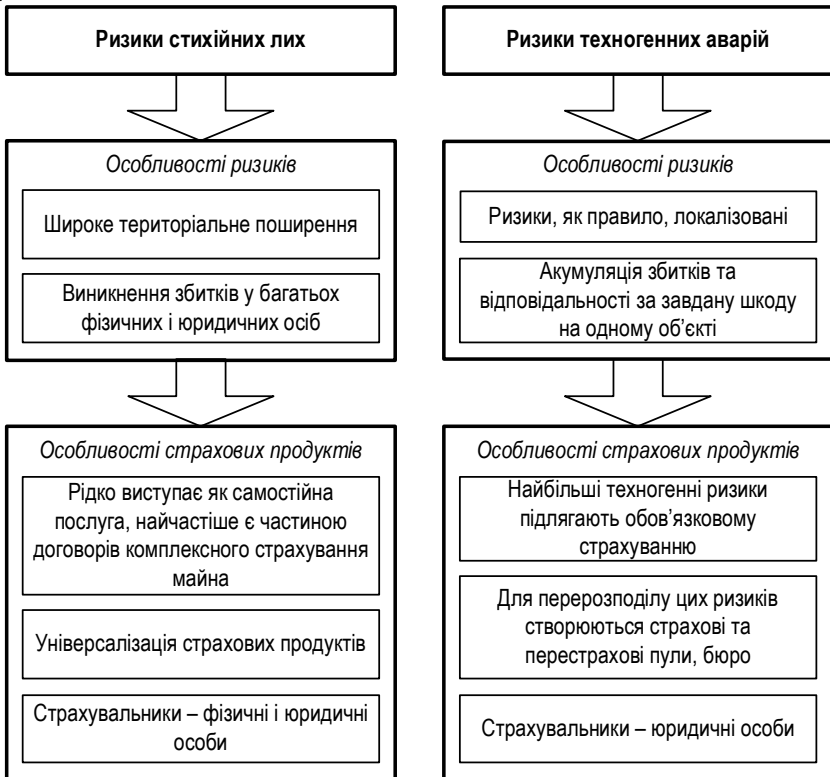 Ризики стихійних лих
Особливості ризиків
Широке територіальне поширення
Виникнення збитків у багатьох
фізичних і юридичних осіб
Особливості страхових продуктів
Рідко виступає як самостійна
послуга, найчастіше є частиною
договорів комплексного страхування
майна
Універсалізація страхових продуктів
Страхувальники – фізичні і юридичні
особи
Ризики техногенних аварій
Особливості ризиків
Ризики, як правило, локалізовані
Акумуляція збитків та
відповідальності за завдану шкоду
на одному об’єкті
Особливості страхових продуктів
Найбільші техногенні ризики
підлягають обов’язковому
страхуванню
Для перерозподілу цих ризиків
створюються страхові та
перестрахові пули, бюро
Страхувальники – юридичні особи